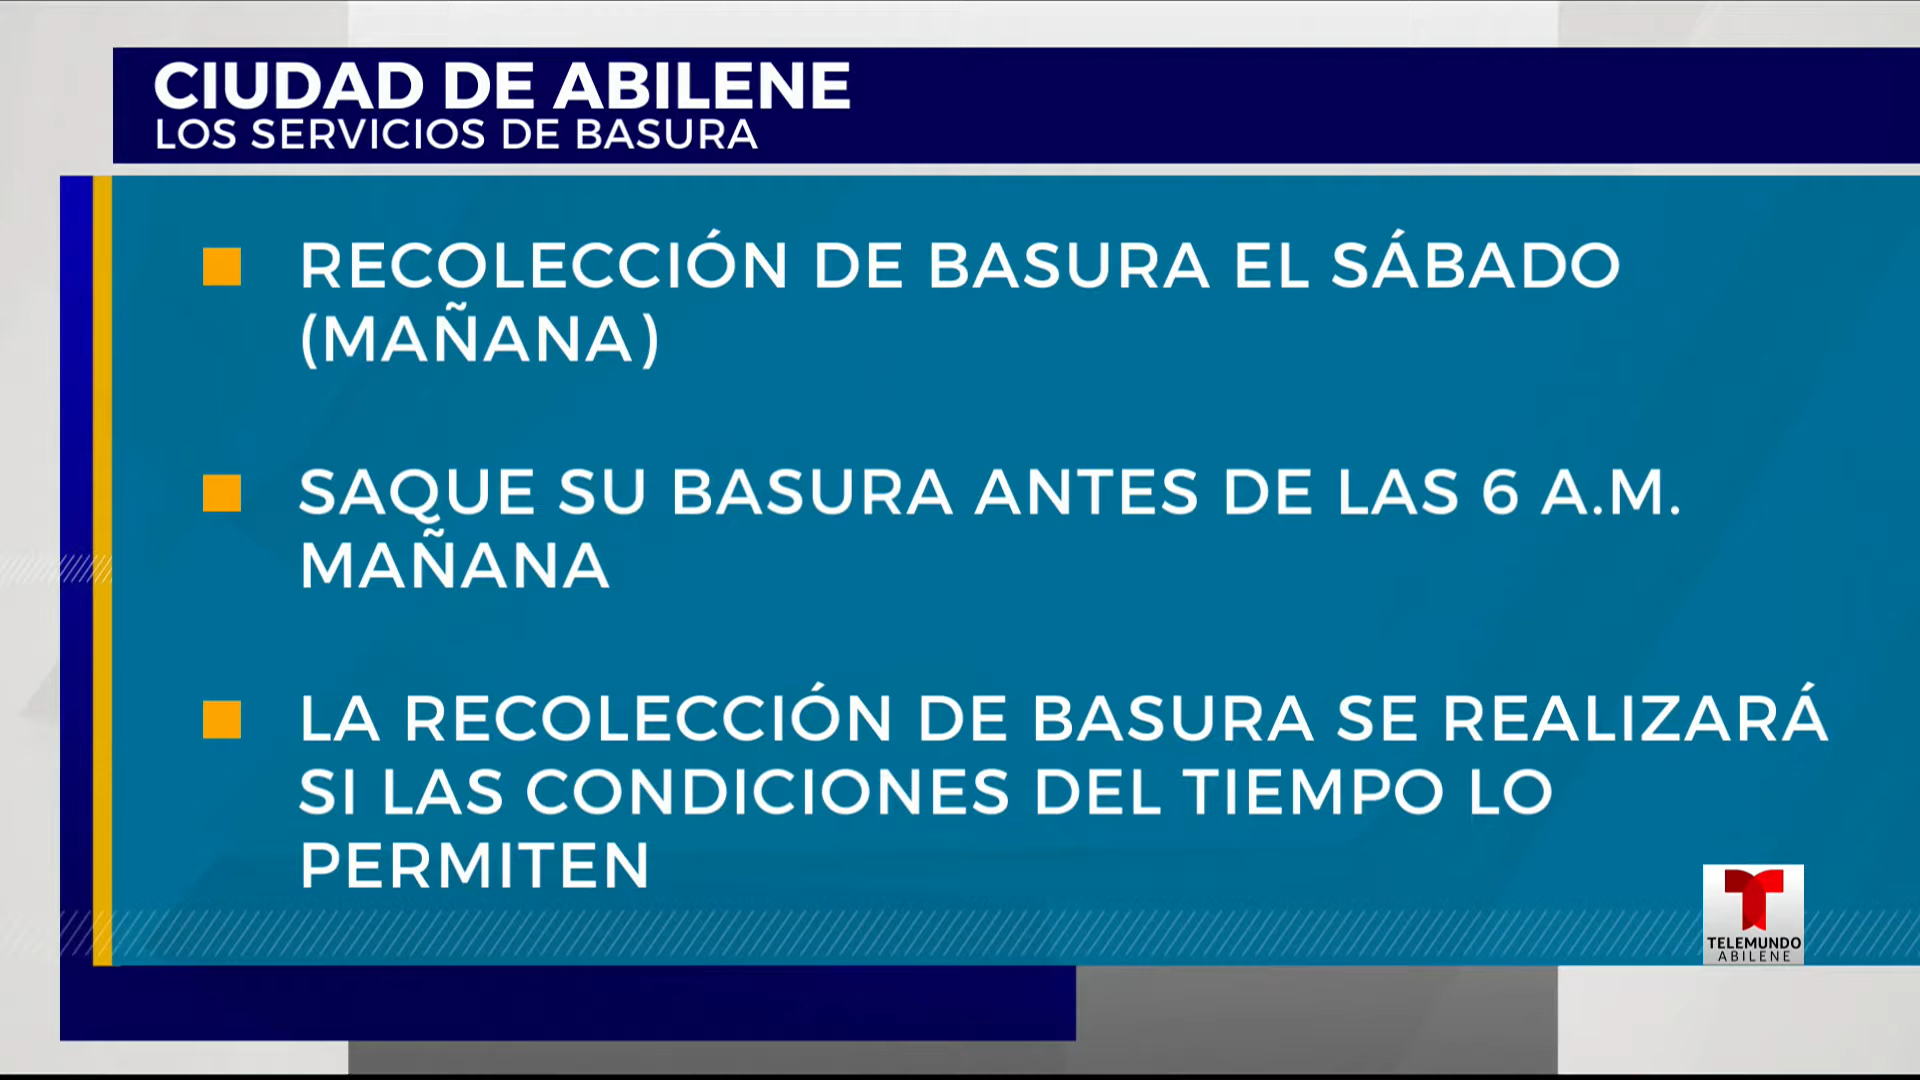 CIUDAD DE ABILENE
LOS SERVICIOS DE BASURA
RECOLECCIÓN DE BASURA EL SÁBADO
(MAÑANA)
SAQUE SU BASURA ANTES DE LAS 6 A.M.
MAÑANA
LA RECOLECCIÓN DE BASURA SE REALIZARÁ
SI LAS CONDICIONES DEL TIEMPO LO
PERMITEN
TELEMUNDO
ABILENE